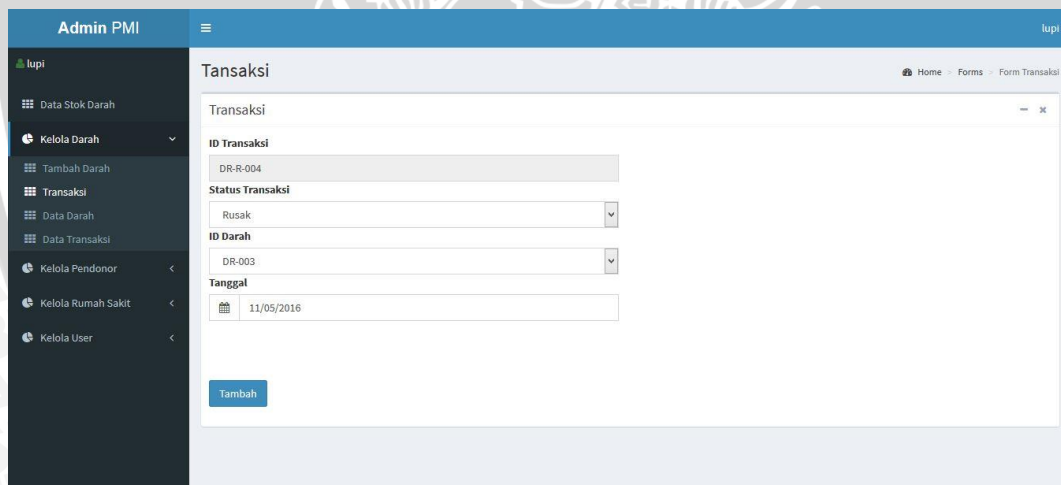 Admin PMI
lupi
lupi
Data Stok Darah
Kelola Darah
Tambah Darah
Transaksi
Data Darah
Data Transaksi
Kelola Pendonor
Kelola Rumah Sakit
Kelola User
Tansaksi
Home > Forms > Form Transaksi
Transaksi
ID Transaksi
DR-R-004
Status Transaksi
Rusak
ID Darah
DR-003
Tanggal
11/05/2016
Tambah